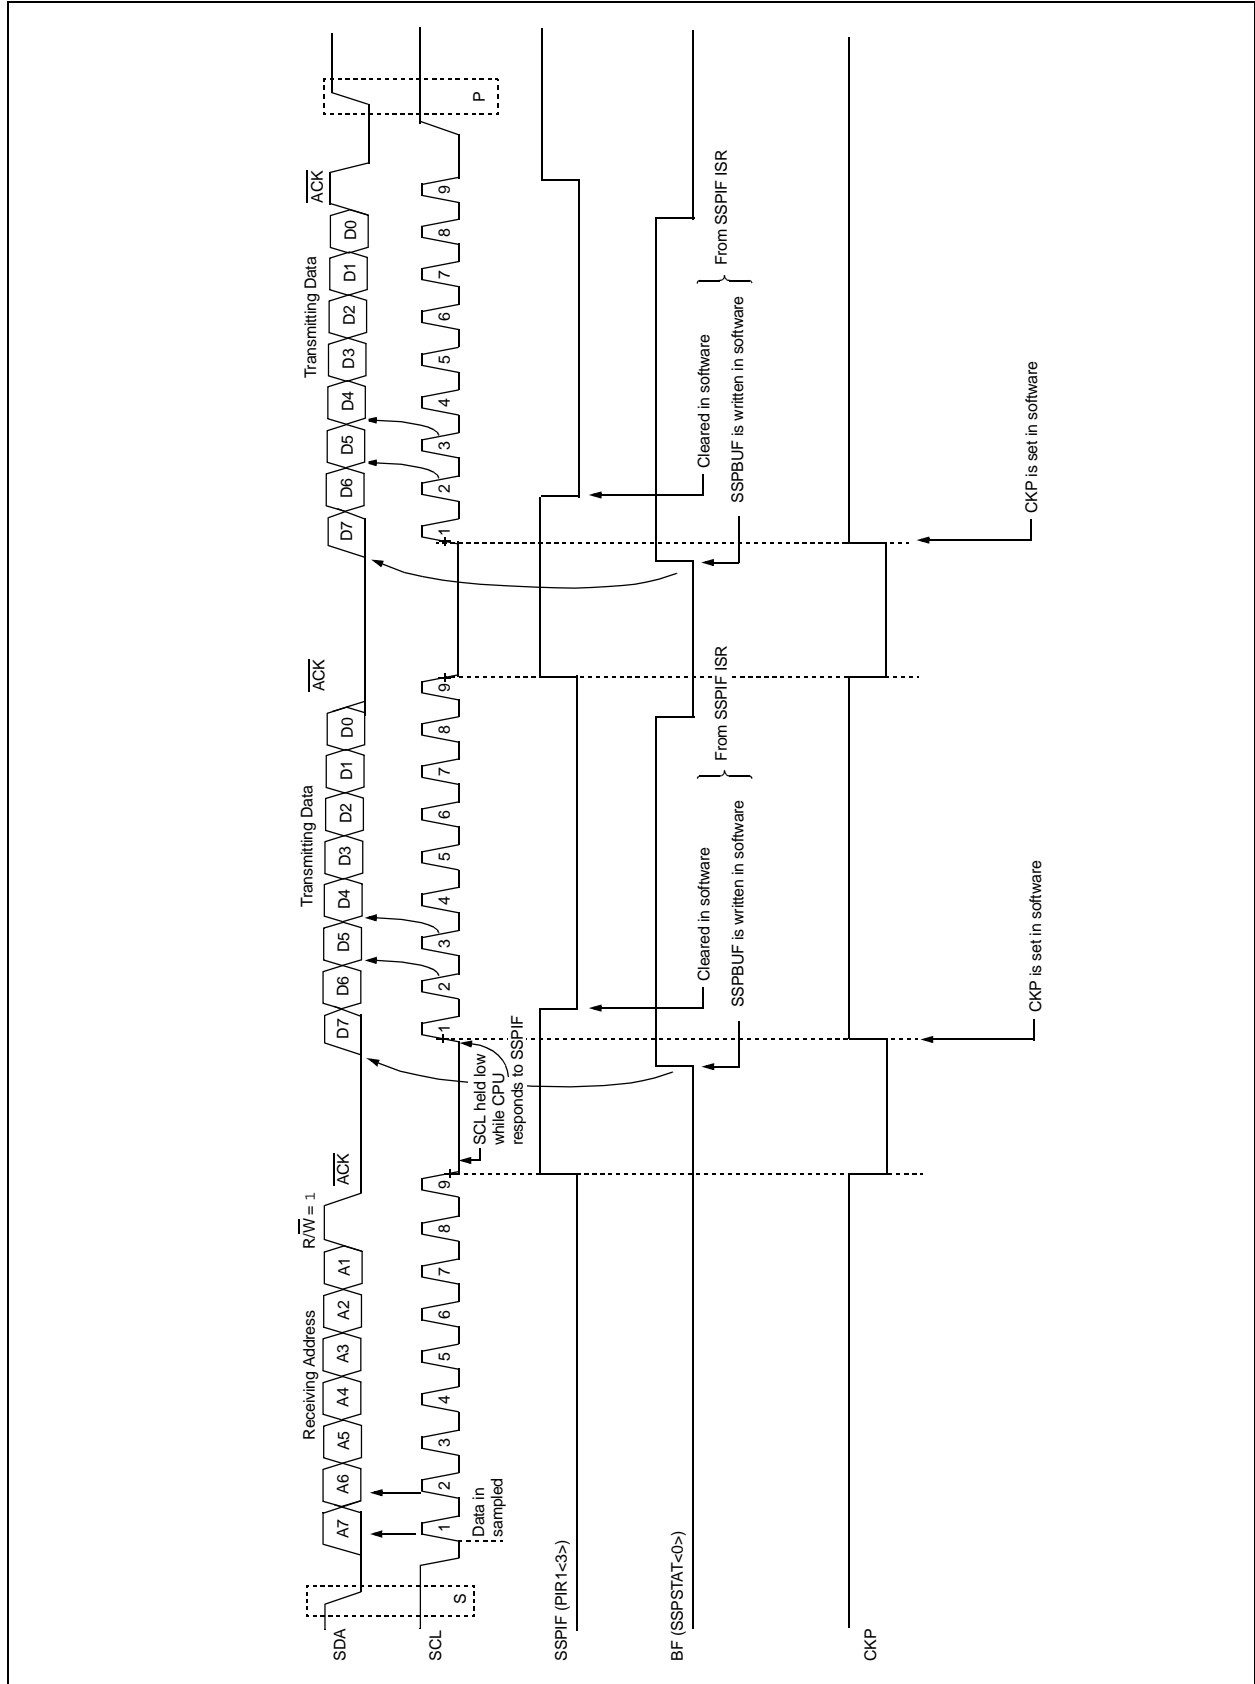 Receiving Address
R/W = 1
ACK
Transmitting Data
ACK
Transmitting Data
ACK
SDA
A7
A6
A5
A4
A3
A2
A1
D7
D6
D5
D4
D3
D2
D1
D0
D7
D6
D5
D4
D3
D2
D1
D0
SCL
S
1
2
3
4
5
6
7
8
9
1
2
3
4
5
6
7
8
9
1
2
3
4
5
6
7
8
9
P
Data in
sampled
SCL held low
while CPU
responds to SSPIF
SSPIF (PIR1<3>)
BF (SSPSTAT<0>)
Cleared in software
SSPBUF is written in software
From SSPIF ISR
Cleared in software
SSPBUF is written in software
From SSPIF ISR
CKP
CKP is set in software
CKP is set in software